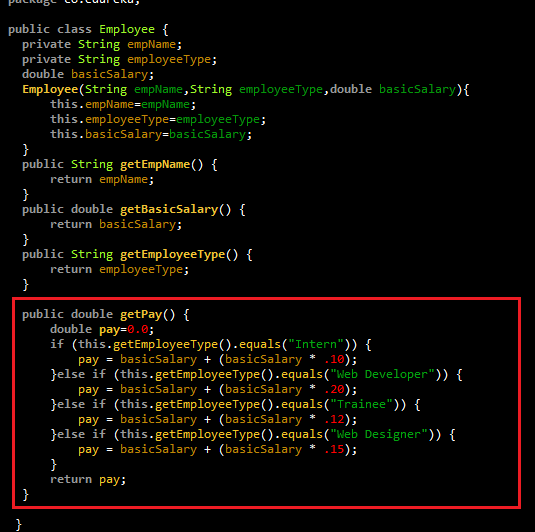 package co.edureka;
public class Employee {
private String empName;
private String employeeType;
double basicSalary;
Employee(String empName,String employeeType,double basicSalary){
this.empName=empName;
this.employeeType=employeeType;
this.basicSalary=basicSalary;
}
public String getEmpName() {
return empName;
}
public double getBasicSalary() {
return basicSalary;
}
public String getEmployeeType() {
return employeeType;
}
public double getPay() {
double pay=0.0;
if (this.getEmployeeType().equals("Intern")) {
pay = basicSalary + (basicSalary * .10);
}else if (this.getEmployeeType().equals("Web Developer")) {
pay = basicSalary + (basicSalary * .20);
}else if (this.getEmployeeType().equals("Trainee")) {
pay = basicSalary + (basicSalary * .12);
}else if (this.getEmployeeType().equals("Web Designer")) {
pay = basicSalary + (basicSalary * .15);
}
return pay;
}
}